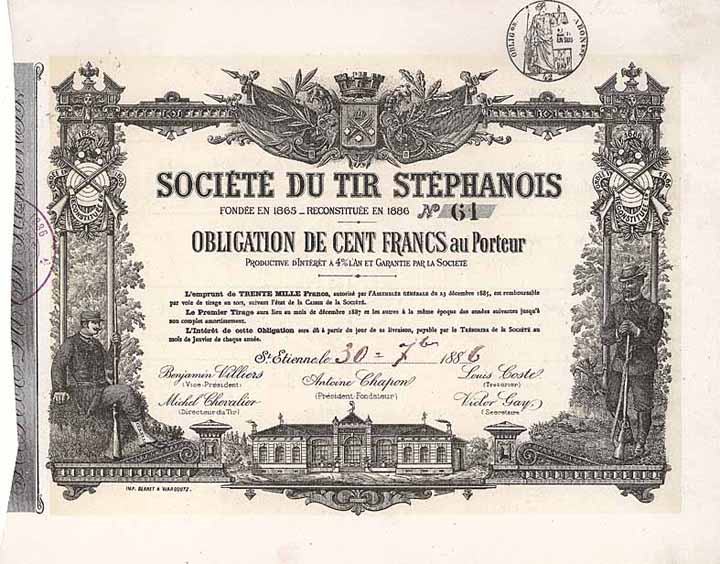 OBLIGons ABONées
2 c.
EN SUS
SOCIÉTÉ DU TIR STÉPHANOIS
FONDÉE EN 1865 _ RECONSTITUÉE EN 1886 No 61
OBLIGATION DE CENT FRANCS au Porteur
PRODUCTIVE D'INTÉRÊT À 4% L'AN ET GARANTIE PAR LA SOCIÉTÉ
L'emprunt de TRENTE MILLE Francs, autorisé par l'ASSEMBLÉE GÉNÉRALE du 23 décembre 1885, est remboursable
par voie de tirage au sort, suivant l'état de la CAISSE de la SOCIÉTÉ.
Le Premier Tirage aura lieu au mois de décembre 1887 et les autres à la même époque des années suivantes jusqu'à
son complet amortissement.
L'Intérêt de cette Obligation sera dû à partir du jour de sa livraison, payable par le TRÉSORIER de la SOCIÉTÉ au
mois de Janvier de chaque année.
St Etienne, le 30 = 7b 1886
Benjamin Villiers
(Vice-Président)
Antoine Chapon
(Président-Fondateur)
Louis Coste
(Trésorier)
Michel Chevalier
(Directeur du Tir)
Victor Gay
(Secrétaire)